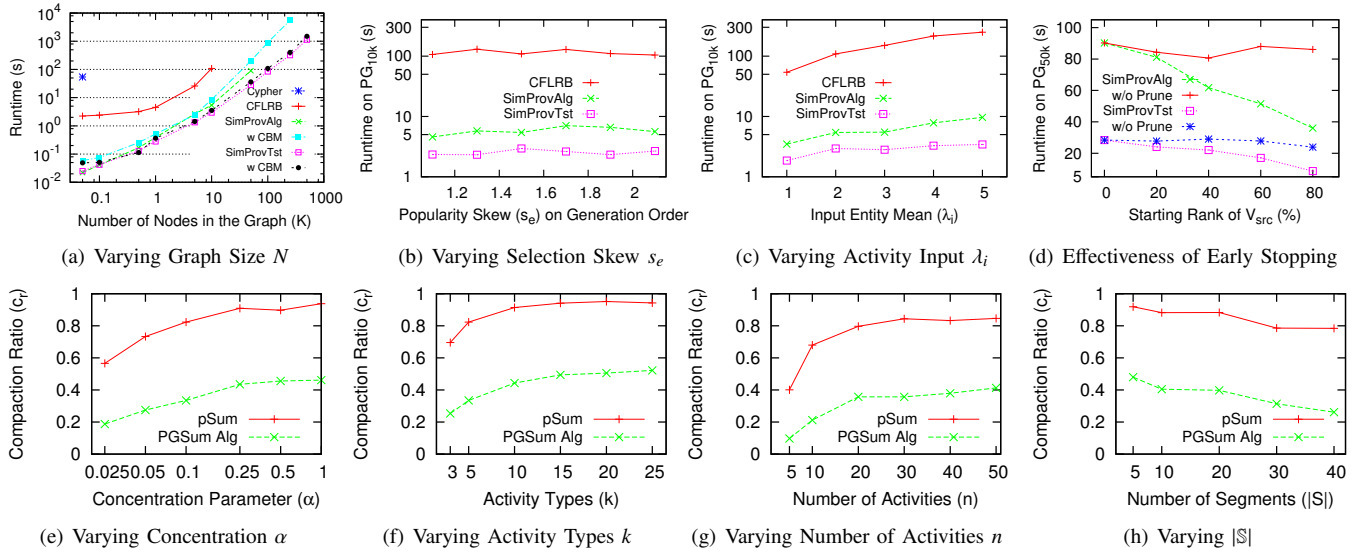 Runtime (s)
10^4
10^3
10^2
10^1
10^0
10^-1
10^-2
0.1 1 10 100 1000
Number of Nodes in the Graph (K)
Cypher
CFLRB
SimProvAlg
w CBM
SimProvTst
w CBM
(a) Varying Graph Size N
Runtime on PG10k (s)
300
100
50
10
5
1
1.2 1.4 1.6 1.8 2
Popularity Skew (se) on Generation Order
CFLRB
SimProvAlg
SimProvTst
(b) Varying Selection Skew se
Runtime on PG10k (s)
300
100
50
10
5
1
1 2 3 4 5
Input Entity Mean (λi)
CFLRB
SimProvAlg
SimProvTst
(c) Varying Activity Input λi
Runtime on PG50k (s)
100
80
60
40
20
5
0 20 40 60 80
Starting Rank of Vsrc (%)
SimProvAlg
w/o Prune
SimProvTst
w/o Prune
(d) Effectiveness of Early Stopping
Compaction Ratio (cr)
1
0.8
0.6
0.4
0.2
0
0.025 0.05 0.1 0.25 0.5 1
Concentration Parameter (α)
pSum
PGSum Alg
(e) Varying Concentration α
Compaction Ratio (cr)
1
0.8
0.6
0.4
0.2
0
3 5 10 15 20 25
Activity Types (k)
pSum
PGSum Alg
(f) Varying Activity Types k
Compaction Ratio (cr)
1
0.8
0.6
0.4
0.2
0
5 10 20 30 40 50
Number of Activities (n)
pSum
PGSum Alg
(g) Varying Number of Activities n
Compaction Ratio (cr)
1
0.8
0.6
0.4
0.2
0
5 10 20 30 40
Number of Segments (|S|)
pSum
PGSum Alg
(h) Varying |𝕊|